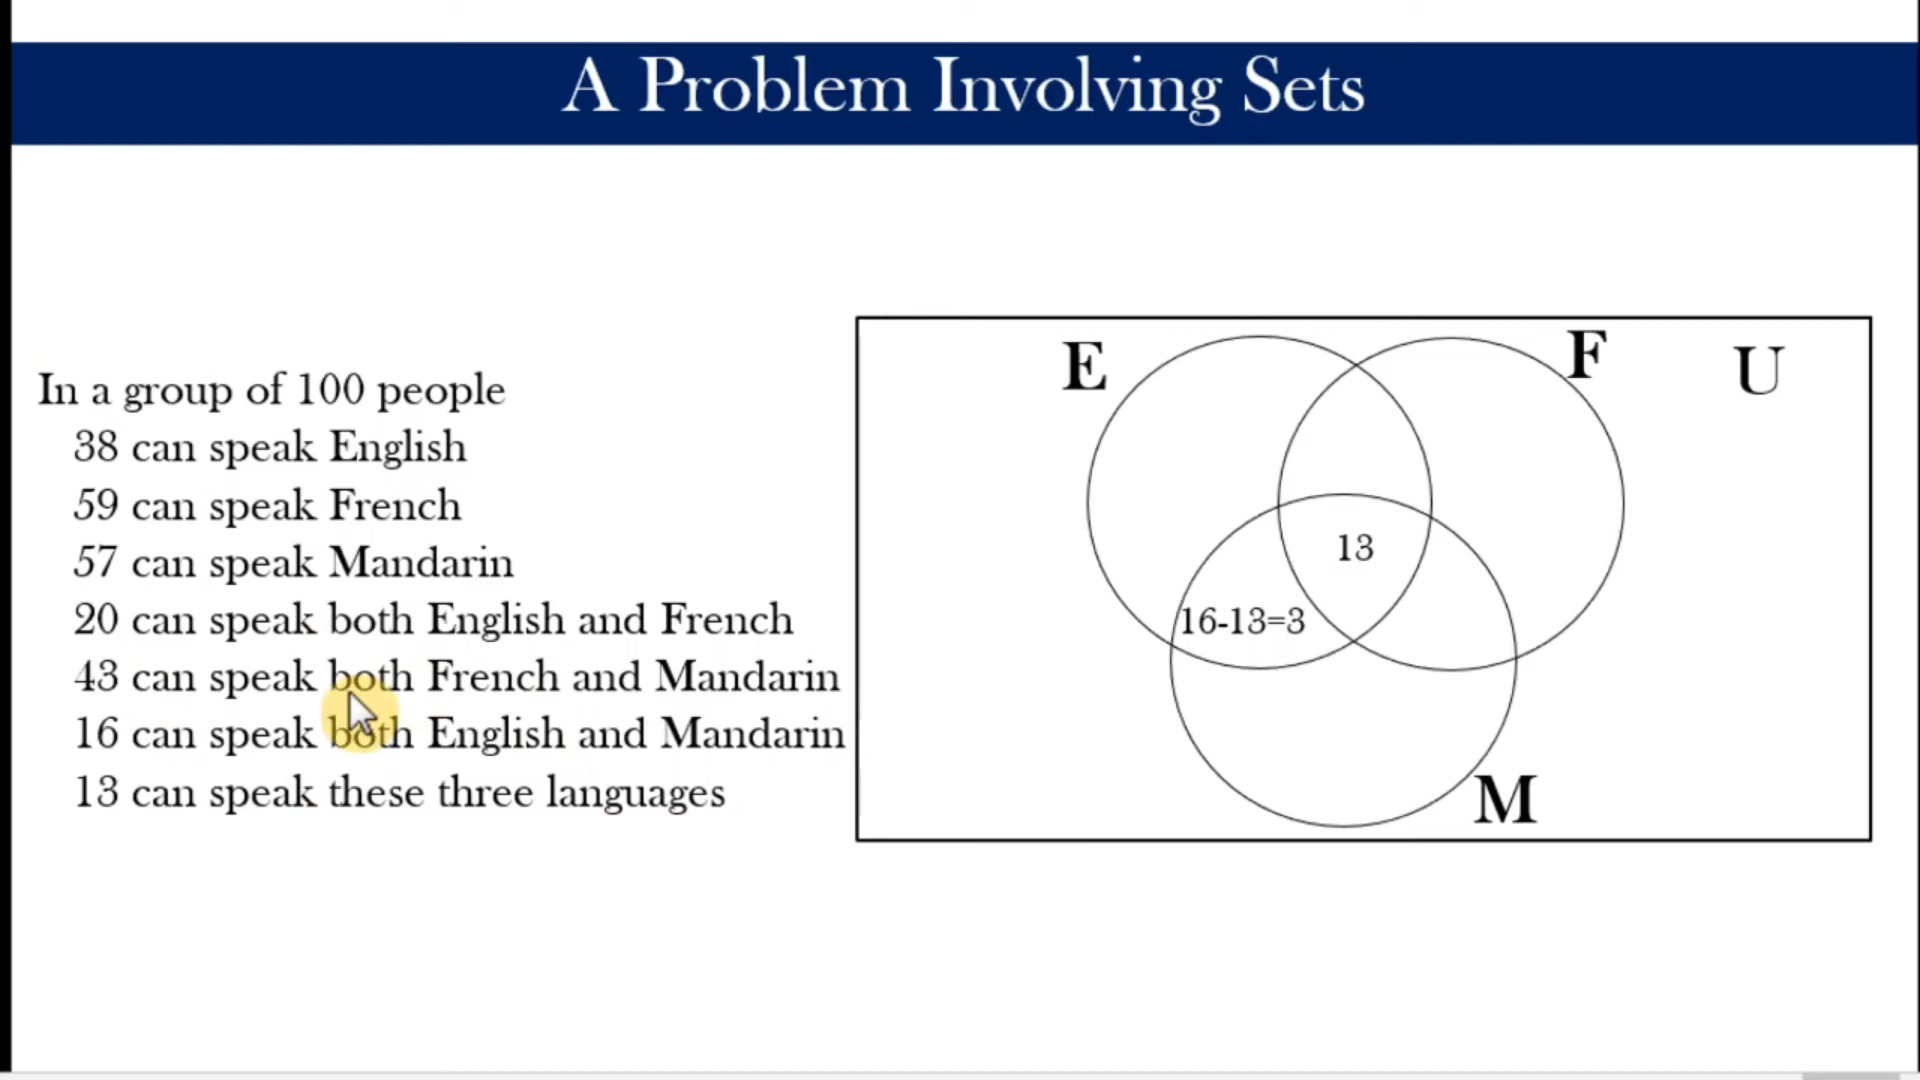 A Problem Involving Sets
In a group of 100 people
38 can speak English
59 can speak French
57 can speak Mandarin
20 can speak both English and French
43 can speak both French and Mandarin
16 can speak both English and Mandarin
13 can speak these three languages
E
F
U
13
16-13=3
M